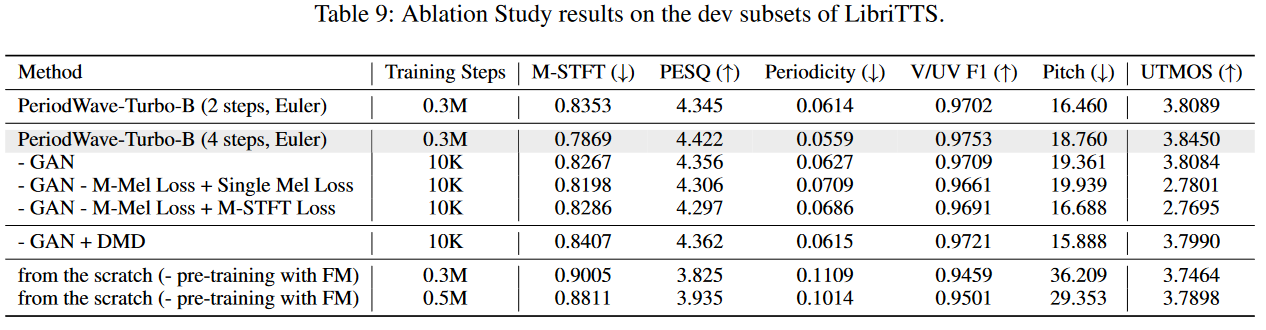 Table 9: Ablation Study results on the dev subsets of LibriTTS.
Method Training Steps M-STFT (↓) PESQ (↑) Periodicity (↓) V/UV F1 (↑) Pitch (↓) UTMOS (↑)
PeriodWave-Turbo-B (2 steps, Euler) 0.3M 0.8353 4.345 0.0614 0.9702 16.460 3.8089
PeriodWave-Turbo-B (4 steps, Euler) 0.3M 0.7869 4.422 0.0559 0.9753 18.760 3.8450
- GAN 10K 0.8267 4.356 0.0627 0.9709 19.361 3.8084
- GAN - M-Mel Loss + Single Mel Loss 10K 0.8198 4.306 0.0709 0.9661 19.939 2.7801
- GAN - M-Mel Loss + M-STFT Loss 10K 0.8286 4.297 0.0686 0.9691 16.688 2.7695
- GAN + DMD 10K 0.8407 4.362 0.0615 0.9721 15.888 3.7990
from the scratch (- pre-training with FM) 0.3M 0.9005 3.825 0.1109 0.9459 36.209 3.7464
from the scratch (- pre-training with FM) 0.5M 0.8811 3.935 0.1014 0.9501 29.353 3.7898